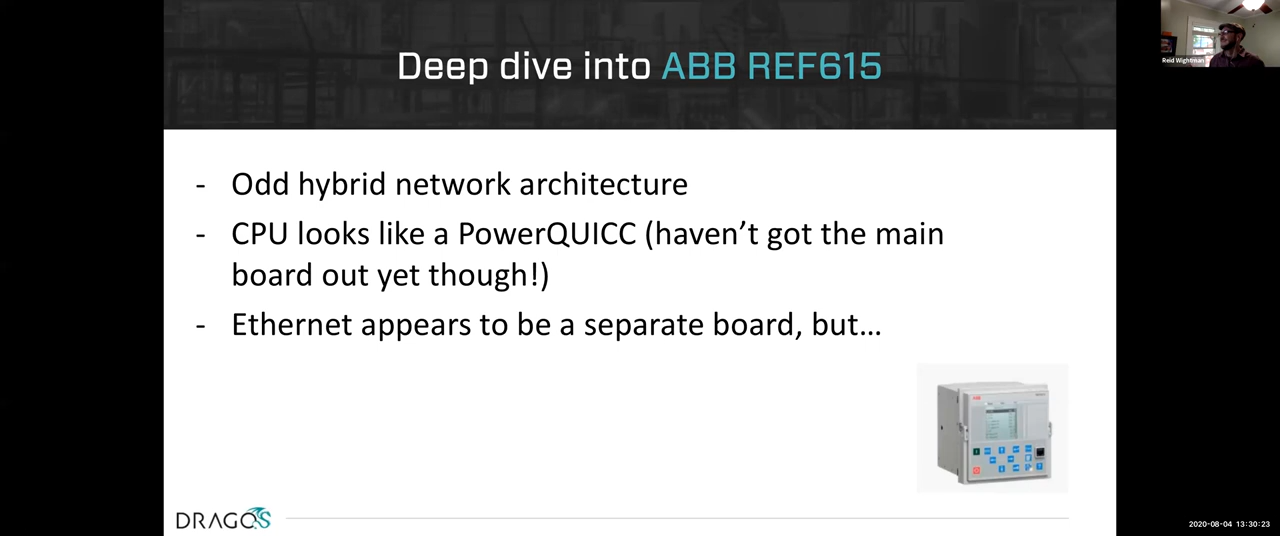 Deep dive into ABB REF615
Reid Wightman
- Odd hybrid network architecture
- CPU looks like a PowerQUICC (haven’t got the main
board out yet though!)
- Ethernet appears to be a separate board, but...
ABB
DRAGOS
2020-08-04 13:30:23